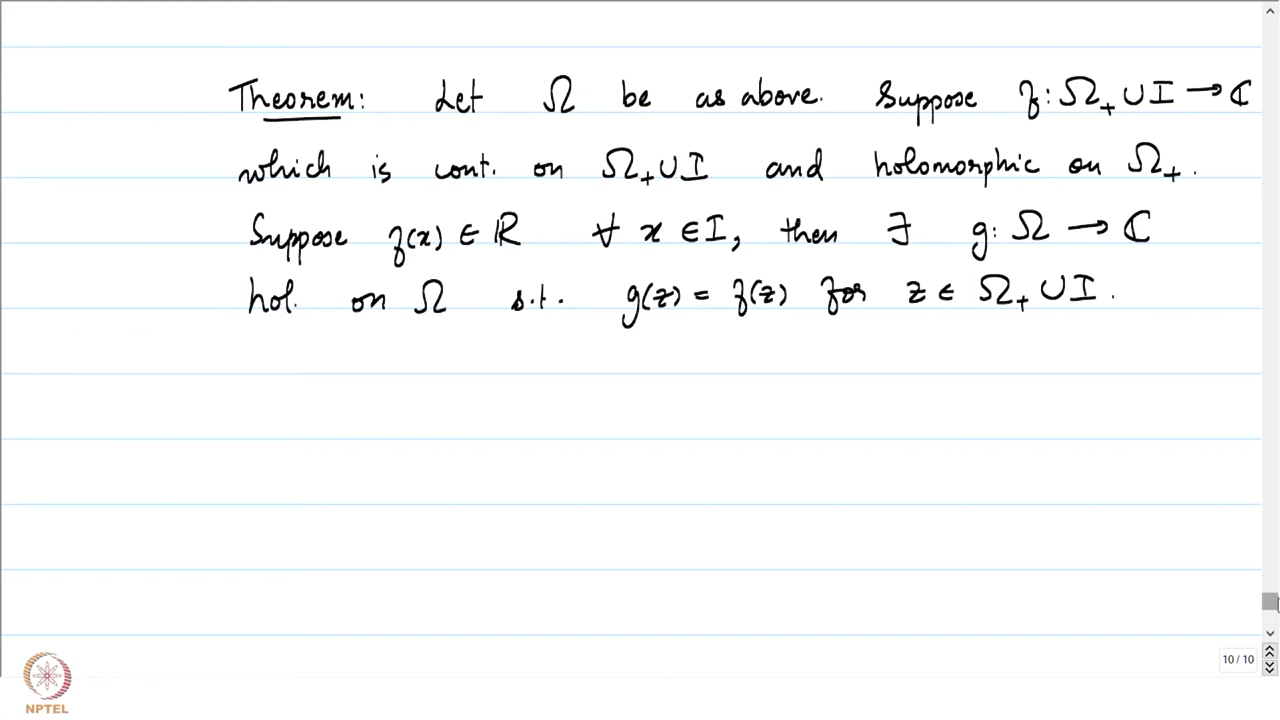 Theorem: Let Ω be as above. Suppose f: Ω₊ ∪ I → ℂ
which is cont. on Ω₊ ∪ I and holomorphic on Ω₊.
Suppose f(x) ∈ ℝ ∀ x ∈ I, then ∃ g: Ω → ℂ
hol. on Ω s.t. g(z) = f(z) for z ∈ Ω₊ ∪ I.
10 / 10
NPTEL